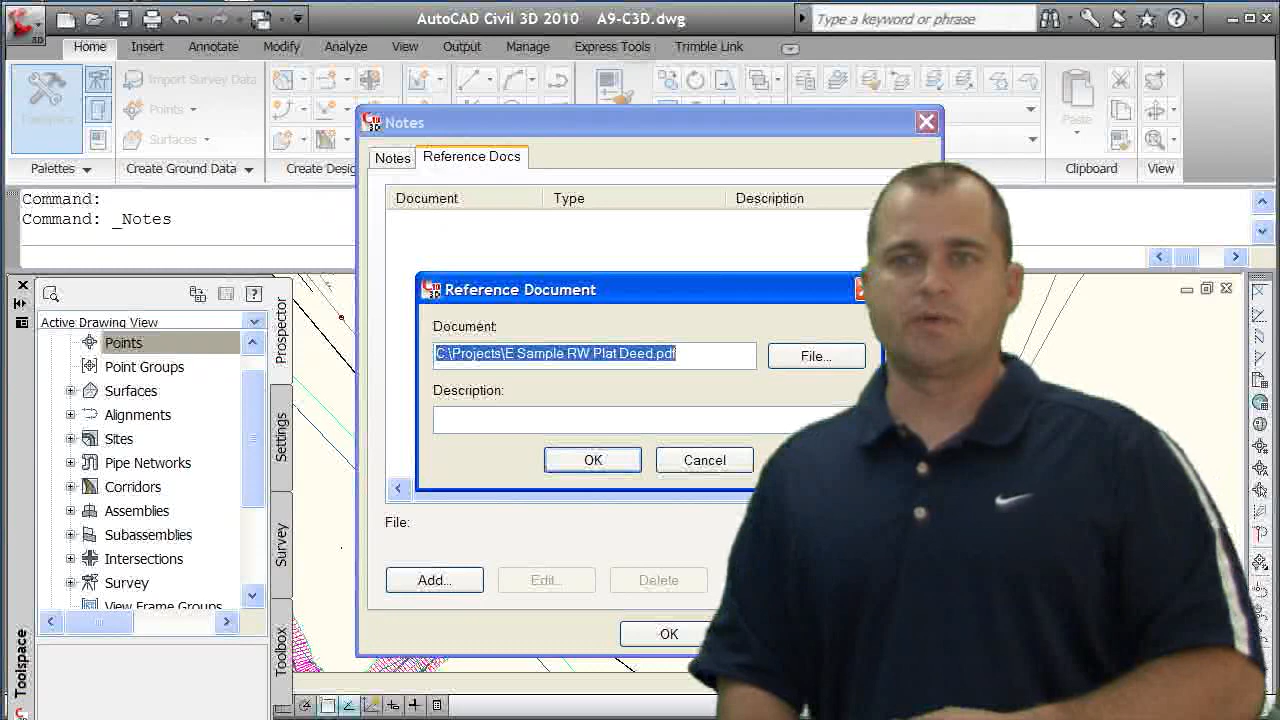 AutoCAD Civil 3D 2010 A9-C3D.dwg
Type a keyword or phrase
3D
Home Insert Annotate Modify Analyze View Output Manage Express Tools Trimble Link
Import Survey Data
Toolspace
Points
Surfaces
Paste
Palettes Create Ground Data Create Desig Clipboard View
Command:
Command: _Notes
Notes
Notes Reference Docs
Document Type Description
Reference Document
Document:
C:\Projects\E Sample RW Plat Deed.pdf
File...
Description:
OK Cancel
File:
Add... Edit... Delete
OK
Active Drawing View
Points
Point Groups
Surfaces
Alignments
Sites
Pipe Networks
Corridors
Assemblies
Subassemblies
Intersections
Survey
View Frame Groups
Prospector
Settings
Survey
Toolbox
Toolspace